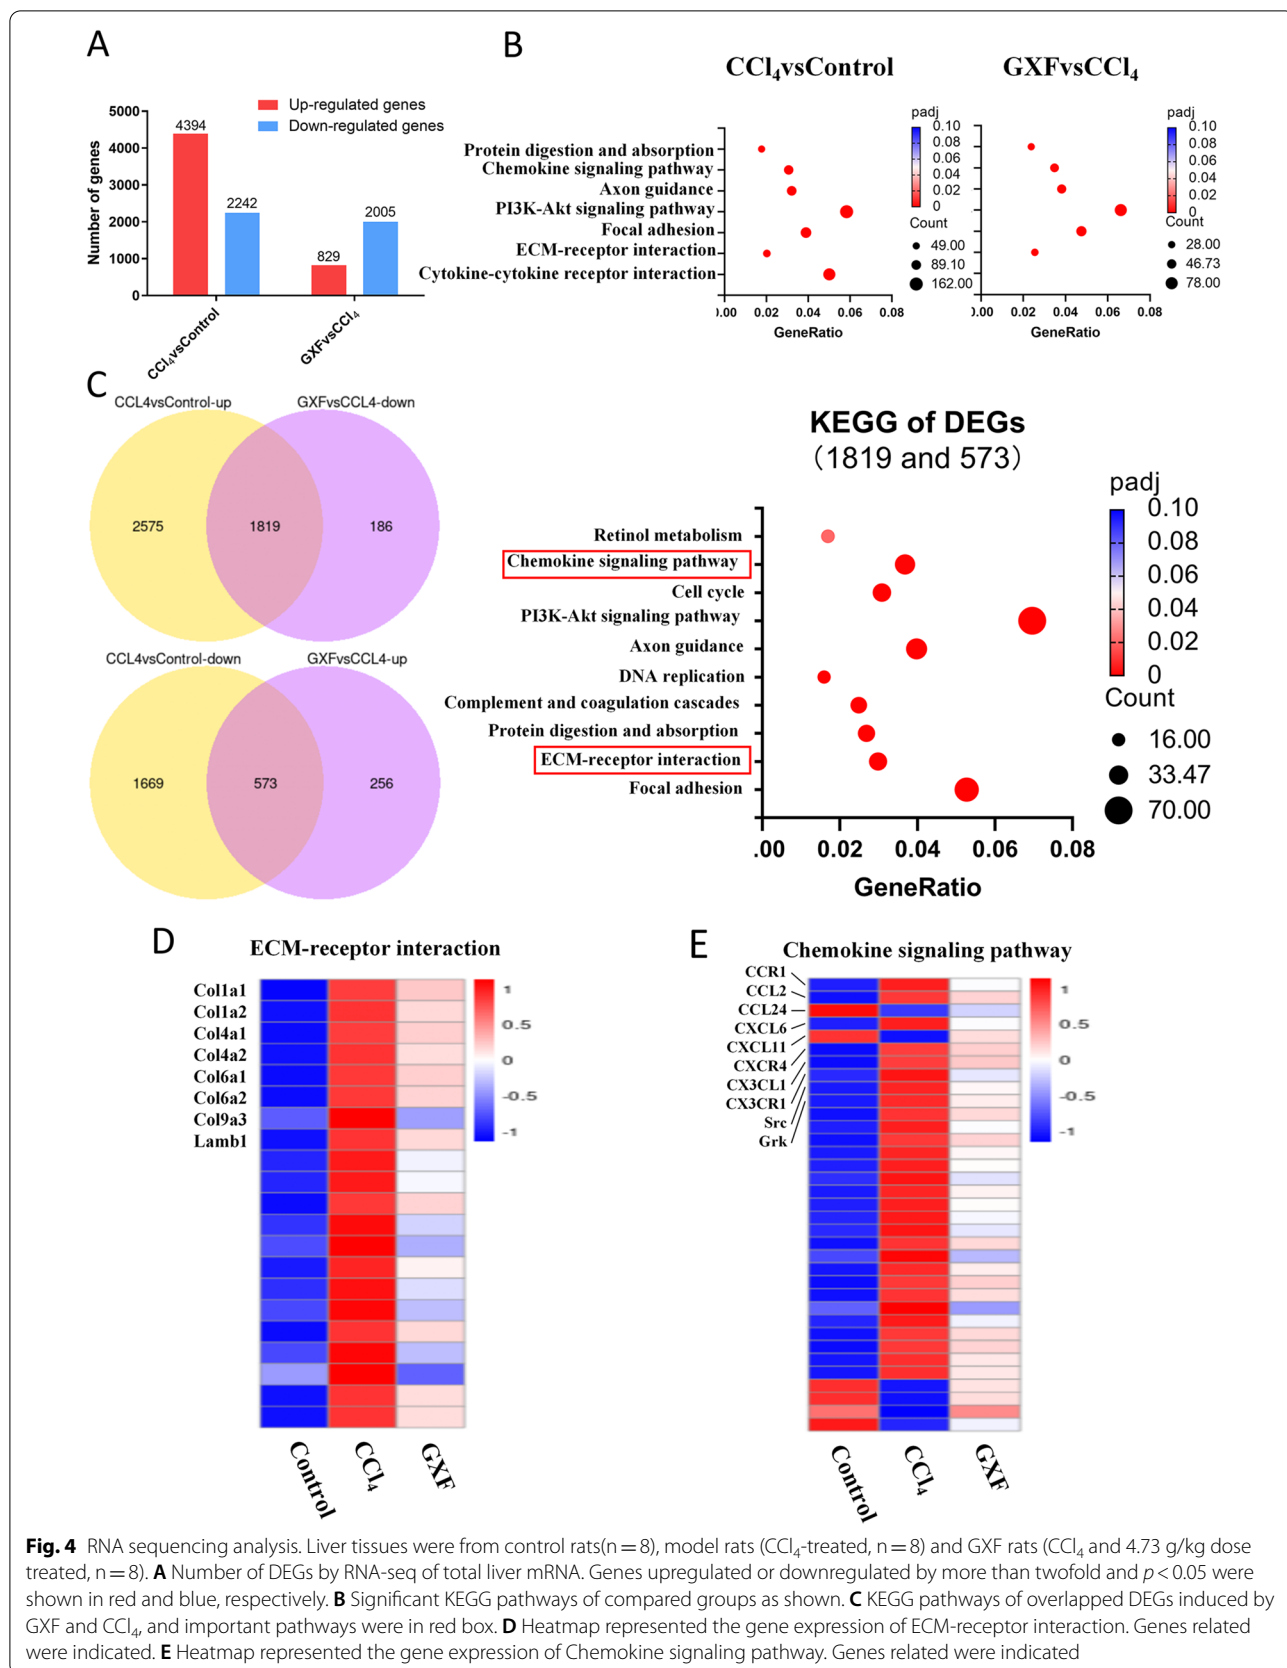 A
Up-regulated genes
Down-regulated genes
Number of genes
5000
4000
3000
2000
1000
0
4394
2242
829
2005
CCl₄vsControl
GXFvsCCl₄
B
CCl₄vsControl
GXFvsCCl₄
Protein digestion and absorption
Chemokine signaling pathway
Axon guidance
PI3K-Akt signaling pathway
Focal adhesion
ECM-receptor interaction
Cytokine-cytokine receptor interaction
padj
0.10
0.08
0.06
0.04
0.02
0
Count
49.00
89.10
162.00
).00 0.02 0.04 0.06 0.08
GeneRatio
padj
0.10
0.08
0.06
0.04
0.02
0
Count
28.00
46.73
78.00
).00 0.02 0.04 0.06 0.08
GeneRatio
C
CCL4vsControl-up
GXFvsCCL4-down
2575
1819
186
CCL4vsControl-down
GXFvsCCL4-up
1669
573
256
KEGG of DEGs
(1819 and 573)
Retinol metabolism
Chemokine signaling pathway
Cell cycle
PI3K-Akt signaling pathway
Axon guidance
DNA replication
Complement and coagulation cascades
Protein digestion and absorption
ECM-receptor interaction
Focal adhesion
padj
0.10
0.08
0.06
0.04
0.02
0
Count
16.00
33.47
70.00
.00 0.02 0.04 0.06 0.08
GeneRatio
D
ECM-receptor interaction
Col1a1
Col1a2
Col4a1
Col4a2
Col6a1
Col6a2
Col9a3
Lamb1
1
0.5
0
-0.5
-1
Control
CCl₄
GXF
E
Chemokine signaling pathway
CCR1
CCL2
CCL24
CXCL6
CXCL11
CXCR4
CX3CL1
CX3CR1
Src
Grk
1
0.5
0
-0.5
-1
Control
CCl₄
GXF
Fig. 4 RNA sequencing analysis. Liver tissues were from control rats(n = 8), model rats (CCl₄-treated, n = 8) and GXF rats (CCl₄ and 4.73 g/kg dose
treated, n = 8). A Number of DEGs by RNA-seq of total liver mRNA. Genes upregulated or downregulated by more than twofold and p < 0.05 were
shown in red and blue, respectively. B Significant KEGG pathways of compared groups as shown. C KEGG pathways of overlapped DEGs induced by
GXF and CCl₄, and important pathways were in red box. D Heatmap represented the gene expression of ECM-receptor interaction. Genes related
were indicated. E Heatmap represented the gene expression of Chemokine signaling pathway. Genes related were indicated